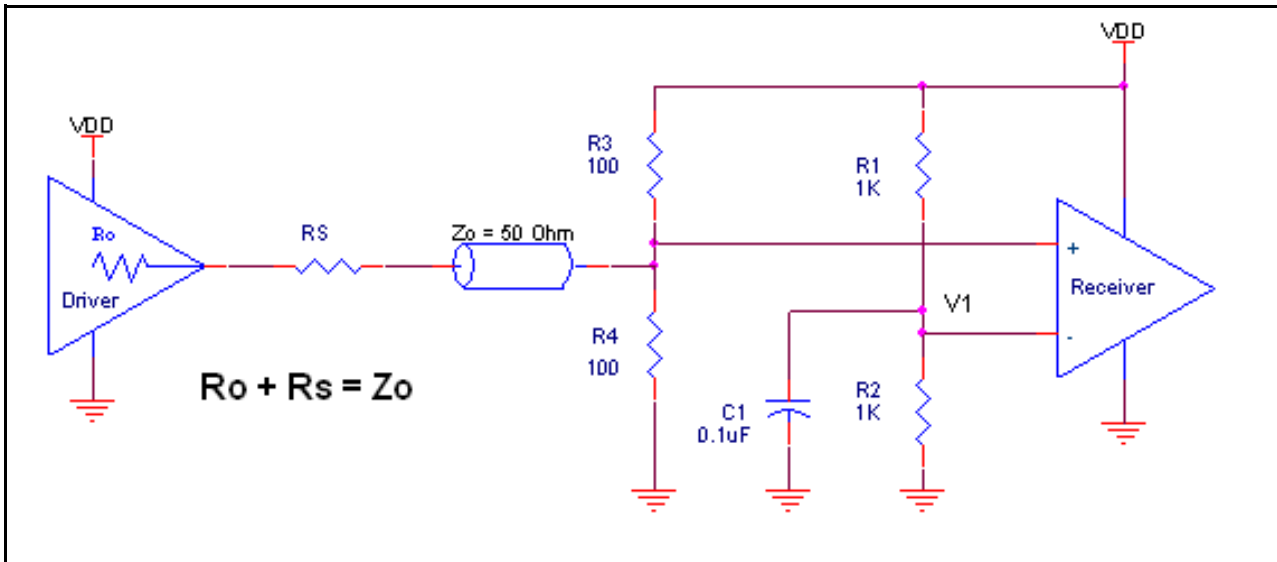 VDD
VDD
R3
100
R1
1K
Ro
RS
Zo = 50 Ohm
+
Driver
Receiver
V1
-
R4
100
Ro + Rs = Zo
C1
0.1uF
R2
1K